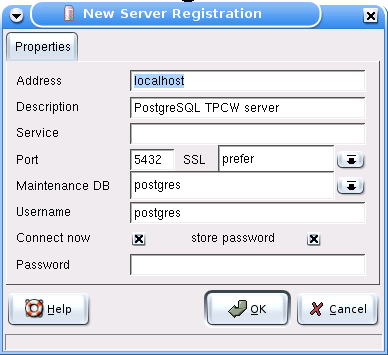 New Server Registration
Properties
Address localhost
Description PostgreSQL TPCW server
Service
Port 5432 SSL prefer
Maintenance DB postgres
Username postgres
Connect now store password
Password
Help OK Cancel